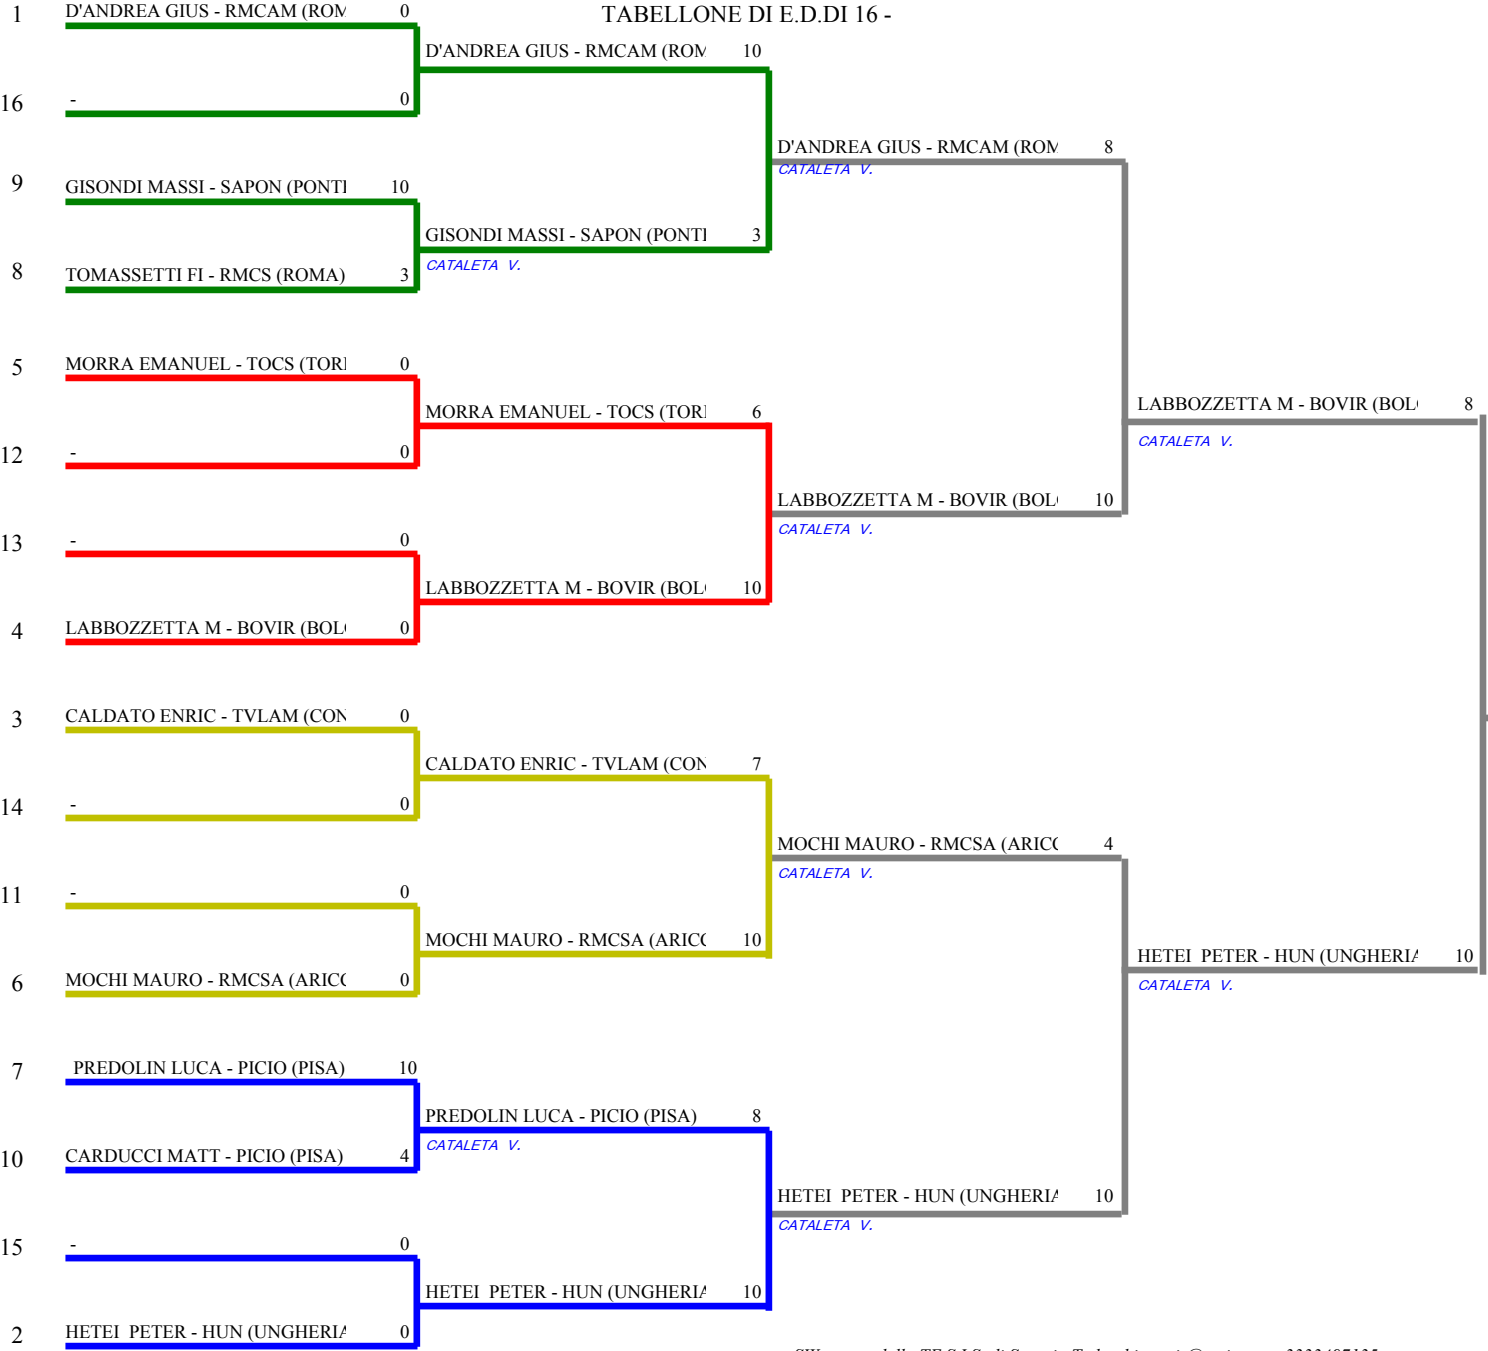 TABELLONE DI E.D.DI 16 -
1 D'ANDREA GIUS - RMCAM (ROM 0
D'ANDREA GIUS - RMCAM (ROM 10
16 - 0
D'ANDREA GIUS - RMCAM (ROM 8
CATALETA V.
9 GISONDI MASSI - SAPON (PONTI 10
GISONDI MASSI - SAPON (PONTI 3
CATALETA V.
8 TOMASSETTI FI - RMCS (ROMA) 3
5 MORRA EMANUEL - TOCS (TORI 0
MORRA EMANUEL - TOCS (TORI 6
LABBOZZETTA M - BOVIR (BOL 8
CATALETA V.
12 - 0
LABBOZZETTA M - BOVIR (BOL 10
CATALETA V.
13 - 0
LABBOZZETTA M - BOVIR (BOL 10
4 LABBOZZETTA M - BOVIR (BOL 0
3 CALDATO ENRIC - TVLAM (CON 0
CALDATO ENRIC - TVLAM (CON 7
14 - 0
MOCHI MAURO - RMCSA (ARICC 4
CATALETA V.
11 - 0
MOCHI MAURO - RMCSA (ARICC 10
HETEI PETER - HUN (UNGHERIA 10
CATALETA V.
6 MOCHI MAURO - RMCSA (ARICC 0
7 PREDOLIN LUCA - PICIO (PISA) 10
PREDOLIN LUCA - PICIO (PISA) 8
CATALETA V.
10 CARDUCCI MATT - PICIO (PISA) 4
HETEI PETER - HUN (UNGHERIA 10
CATALETA V.
15 - 0
HETEI PETER - HUN (UNGHERIA 10
2 HETEI PETER - HUN (UNGHERIA 0